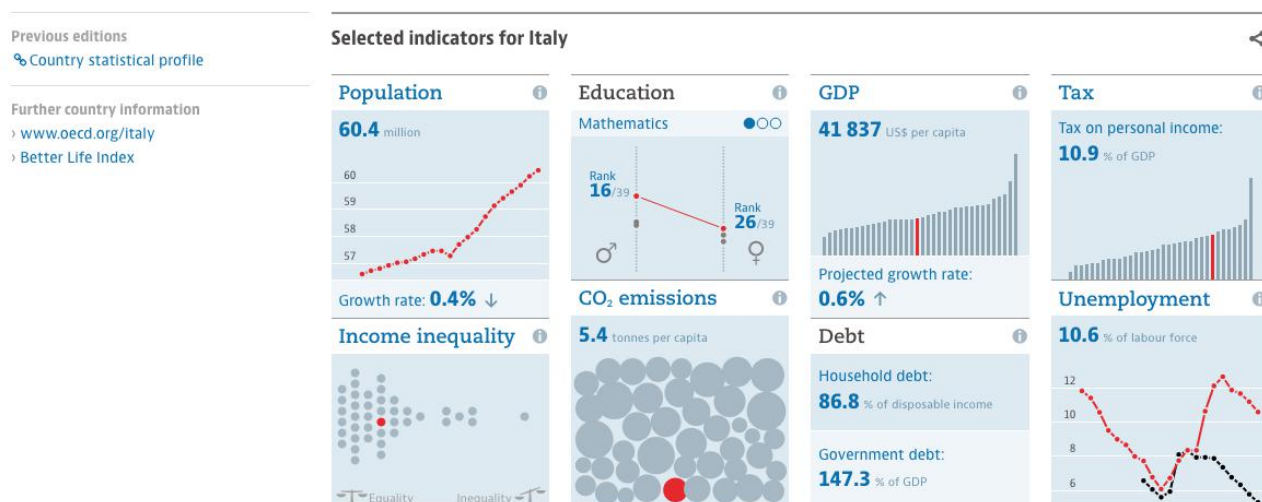 Previous editions
Country statistical profile
Further country information
› www.oecd.org/italy
› Better Life Index
Selected indicators for Italy
Population
60.4 million
60
59
58
57
Growth rate: 0.4% ↓
Income inequality
Equality
Inequality
Education
Mathematics
Rank
16/39
Rank
26/39
CO₂ emissions
5.4 tonnes per capita
GDP
41 837 US$ per capita
Projected growth rate:
0.6% ↑
Debt
Household debt:
86.8 % of disposable income
Government debt:
147.3 % of GDP
Tax
Tax on personal income:
10.9 % of GDP
Unemployment
10.6 % of labour force
12
10
8
6